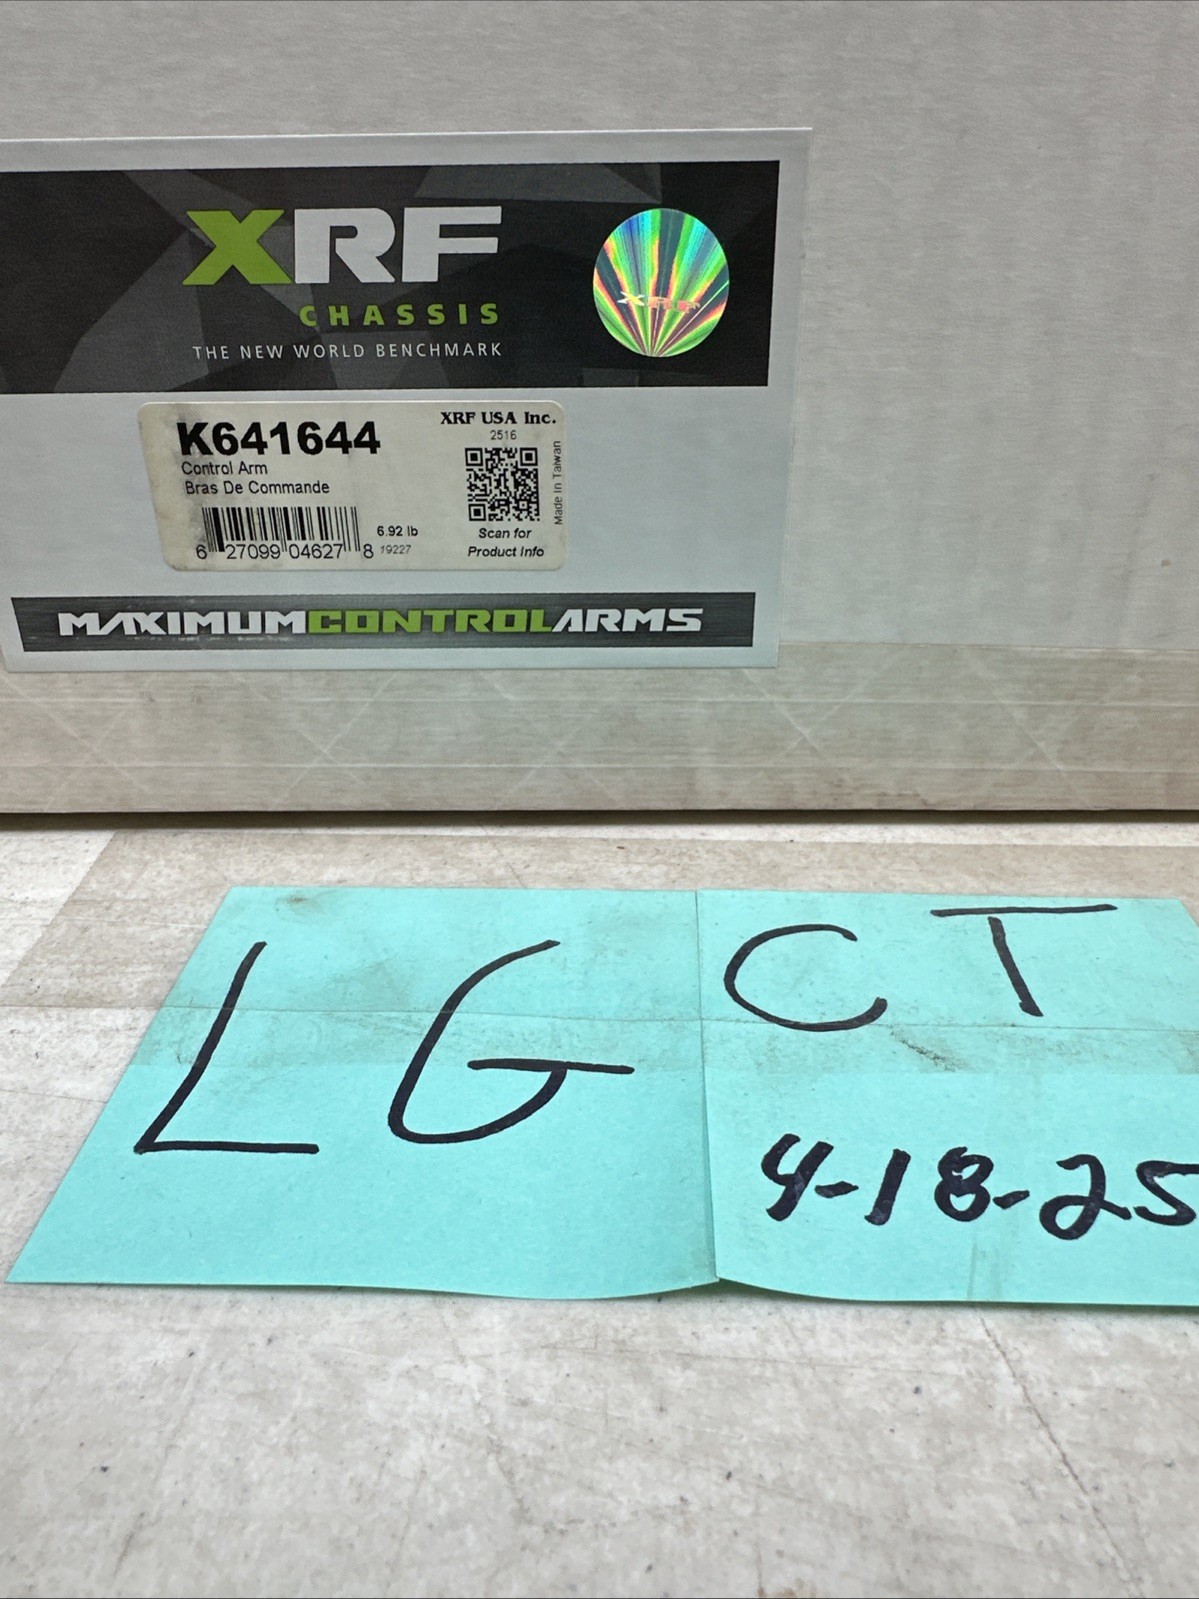 XRF
CHASSIS
THE NEW WORLD BENCHMARK
XRF
K641644
Control Arm
Bras De Commande
XRF USA Inc.
2516
Made In Taiwan
Scan for
Product Info
6.92 lb
19227
6 27099 04627 8
MAXIMUMCONTROLARMS
LG
CT
4-18-25